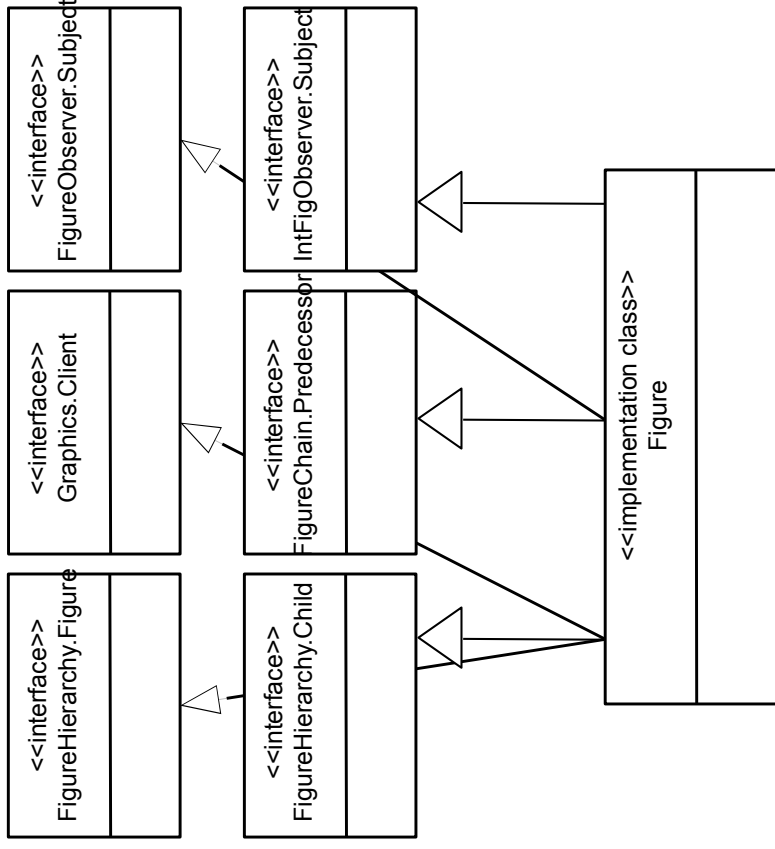 <<interface>>
FigureHierarchy.Figure
<<interface>>
Graphics.Client
<<interface>>
FigureObserver.Subject
<<interface>>
FigureHierarchy.Child
<<interface>>
FigureChain.Predecessor
<<interface>>
IntFigObserver.Subject
<<implementation class>>
Figure